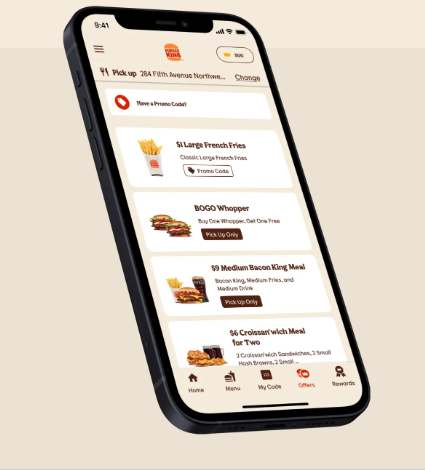 9:41
BURGER
KING
800
Pick up 284 Fifth Avenue Northwe... Change
Have a Promo Code?
$1 Large French Fries
Classic Large French Fries
Promo Code
BOGO Whopper
Buy One Whopper, Get One Free
Pick Up Only
$9 Medium Bacon King Meal
Bacon King, Medium Fries, and
Medium Drink
Pick Up Only
$6 Croissan'wich Meal
for Two
2 Croissan'wich Sandwiches, 2 Small
Hash Browns, 2 Small ...
Home
Menu
My Code
Offers
Rewards